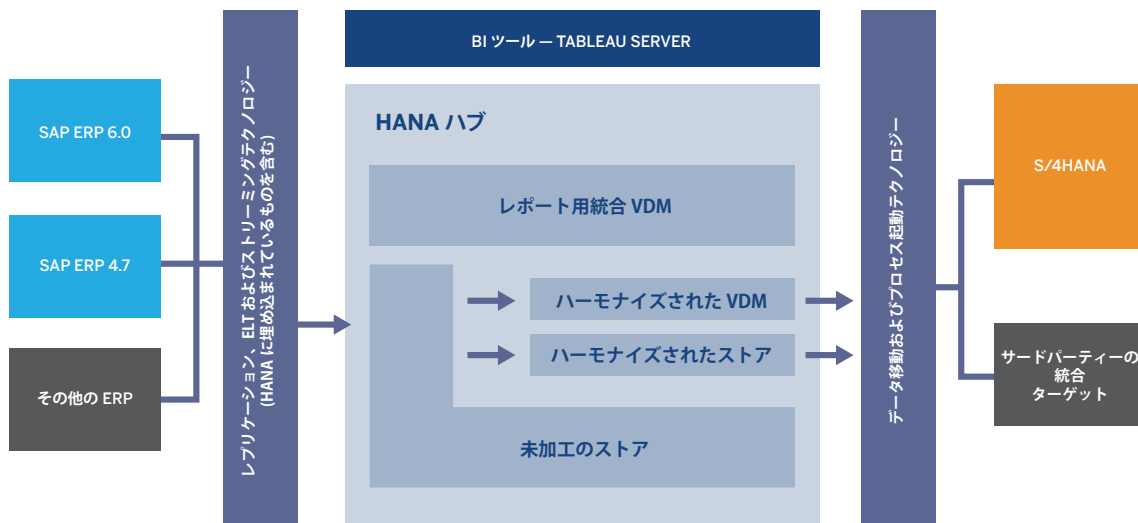 BI ツール — TABLEAU SERVER
SAP ERP 6.0
SAP ERP 4.7
その他の ERP
レプリケーション、ELT およびストリーミングテクノロジー
(HANA に埋め込まれているものを含む)
HANA ハブ
レポート用統合 VDM
ハーモナイズされた VDM
ハーモナイズされたストア
未加工のストア
データ移動およびプロセス起動テクノロジー
S/4HANA
サードパーティーの
統合
ターゲット